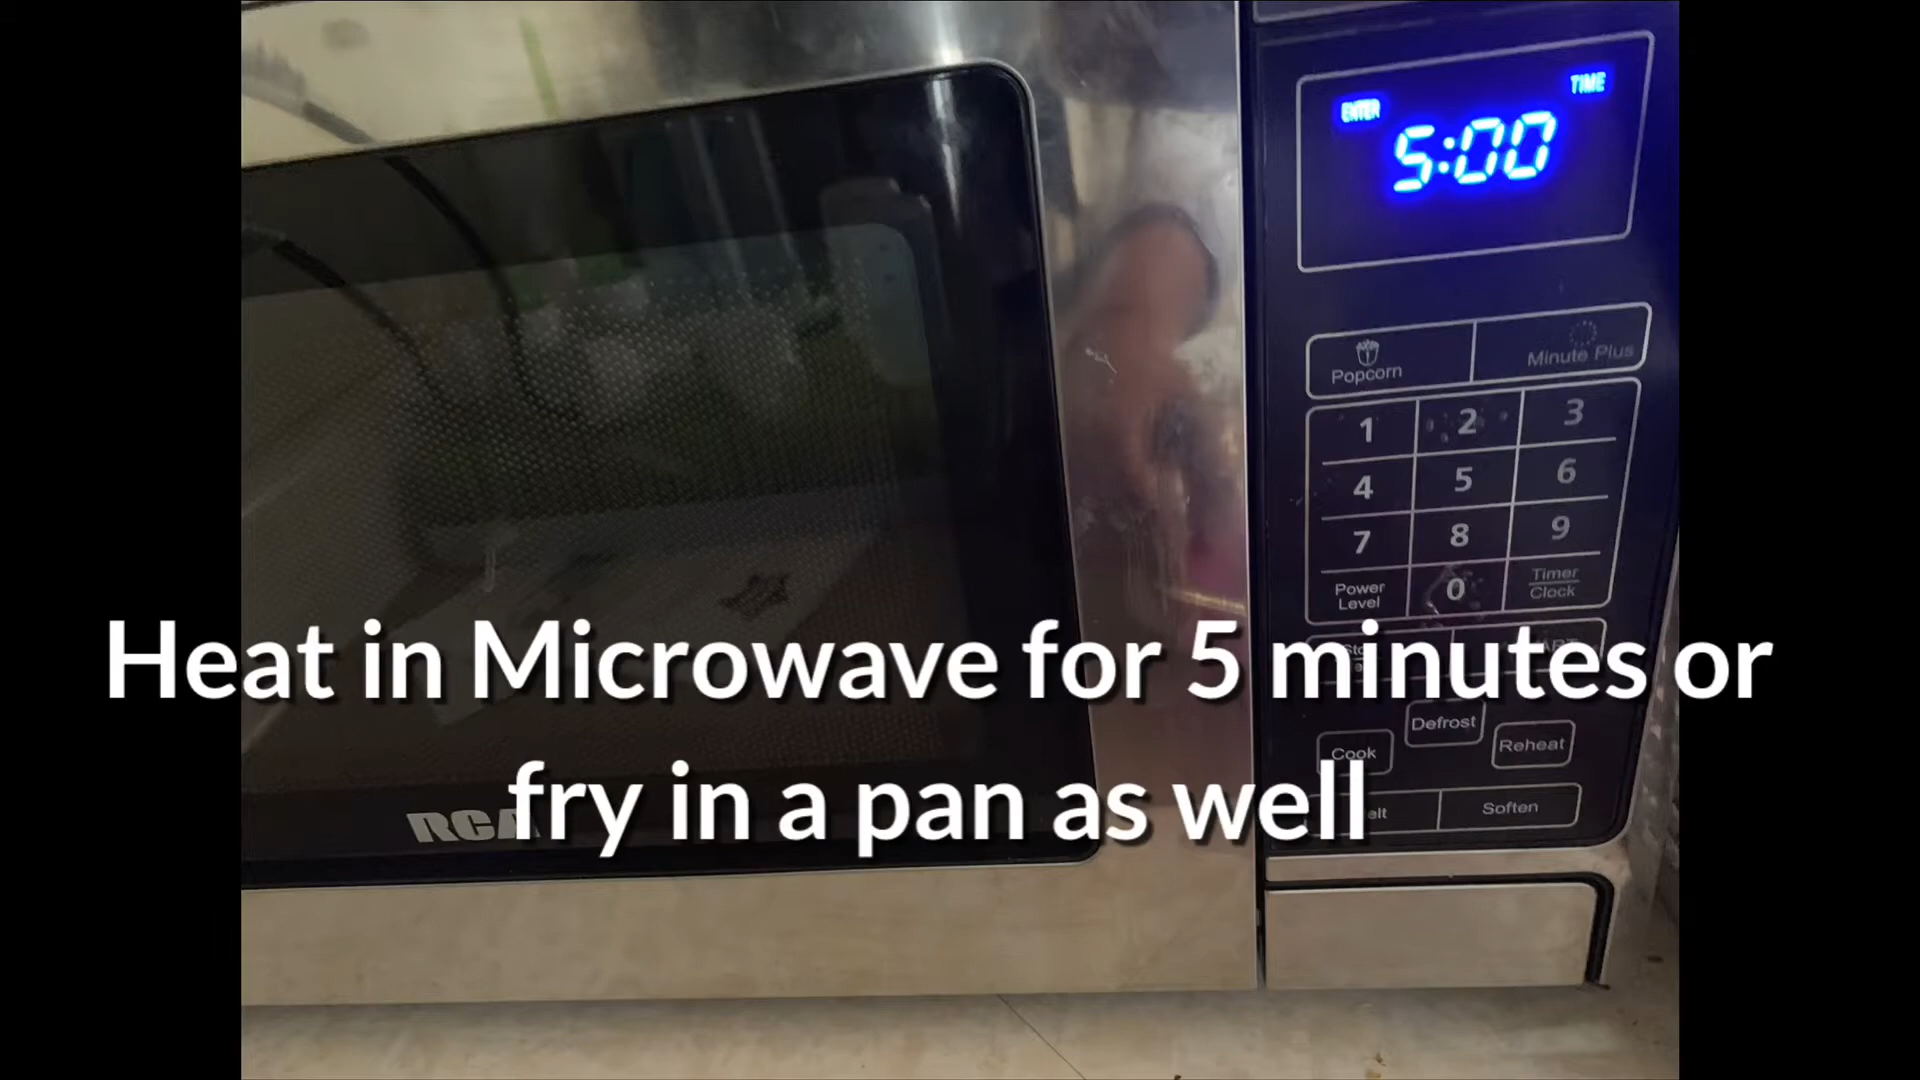 ENTER
TIME
5:00
Popcorn
Minute Plus
1 2 3
4 5 6
7 8 9
Power Level
0
Timer Clock
Heat in Microwave for 5 minutes or
Defrost
Cook
Reheat
fry in a pan as well
Soften
RCA